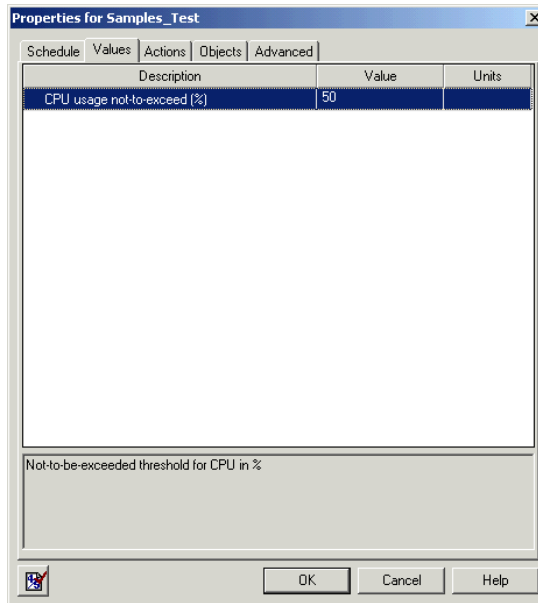 Properties for Samples_Test
Schedule Values Actions Objects Advanced
Description Value Units
CPU usage not-to-exceed (%) 50
Not-to-be-exceeded threshold for CPU in %
OK Cancel Help